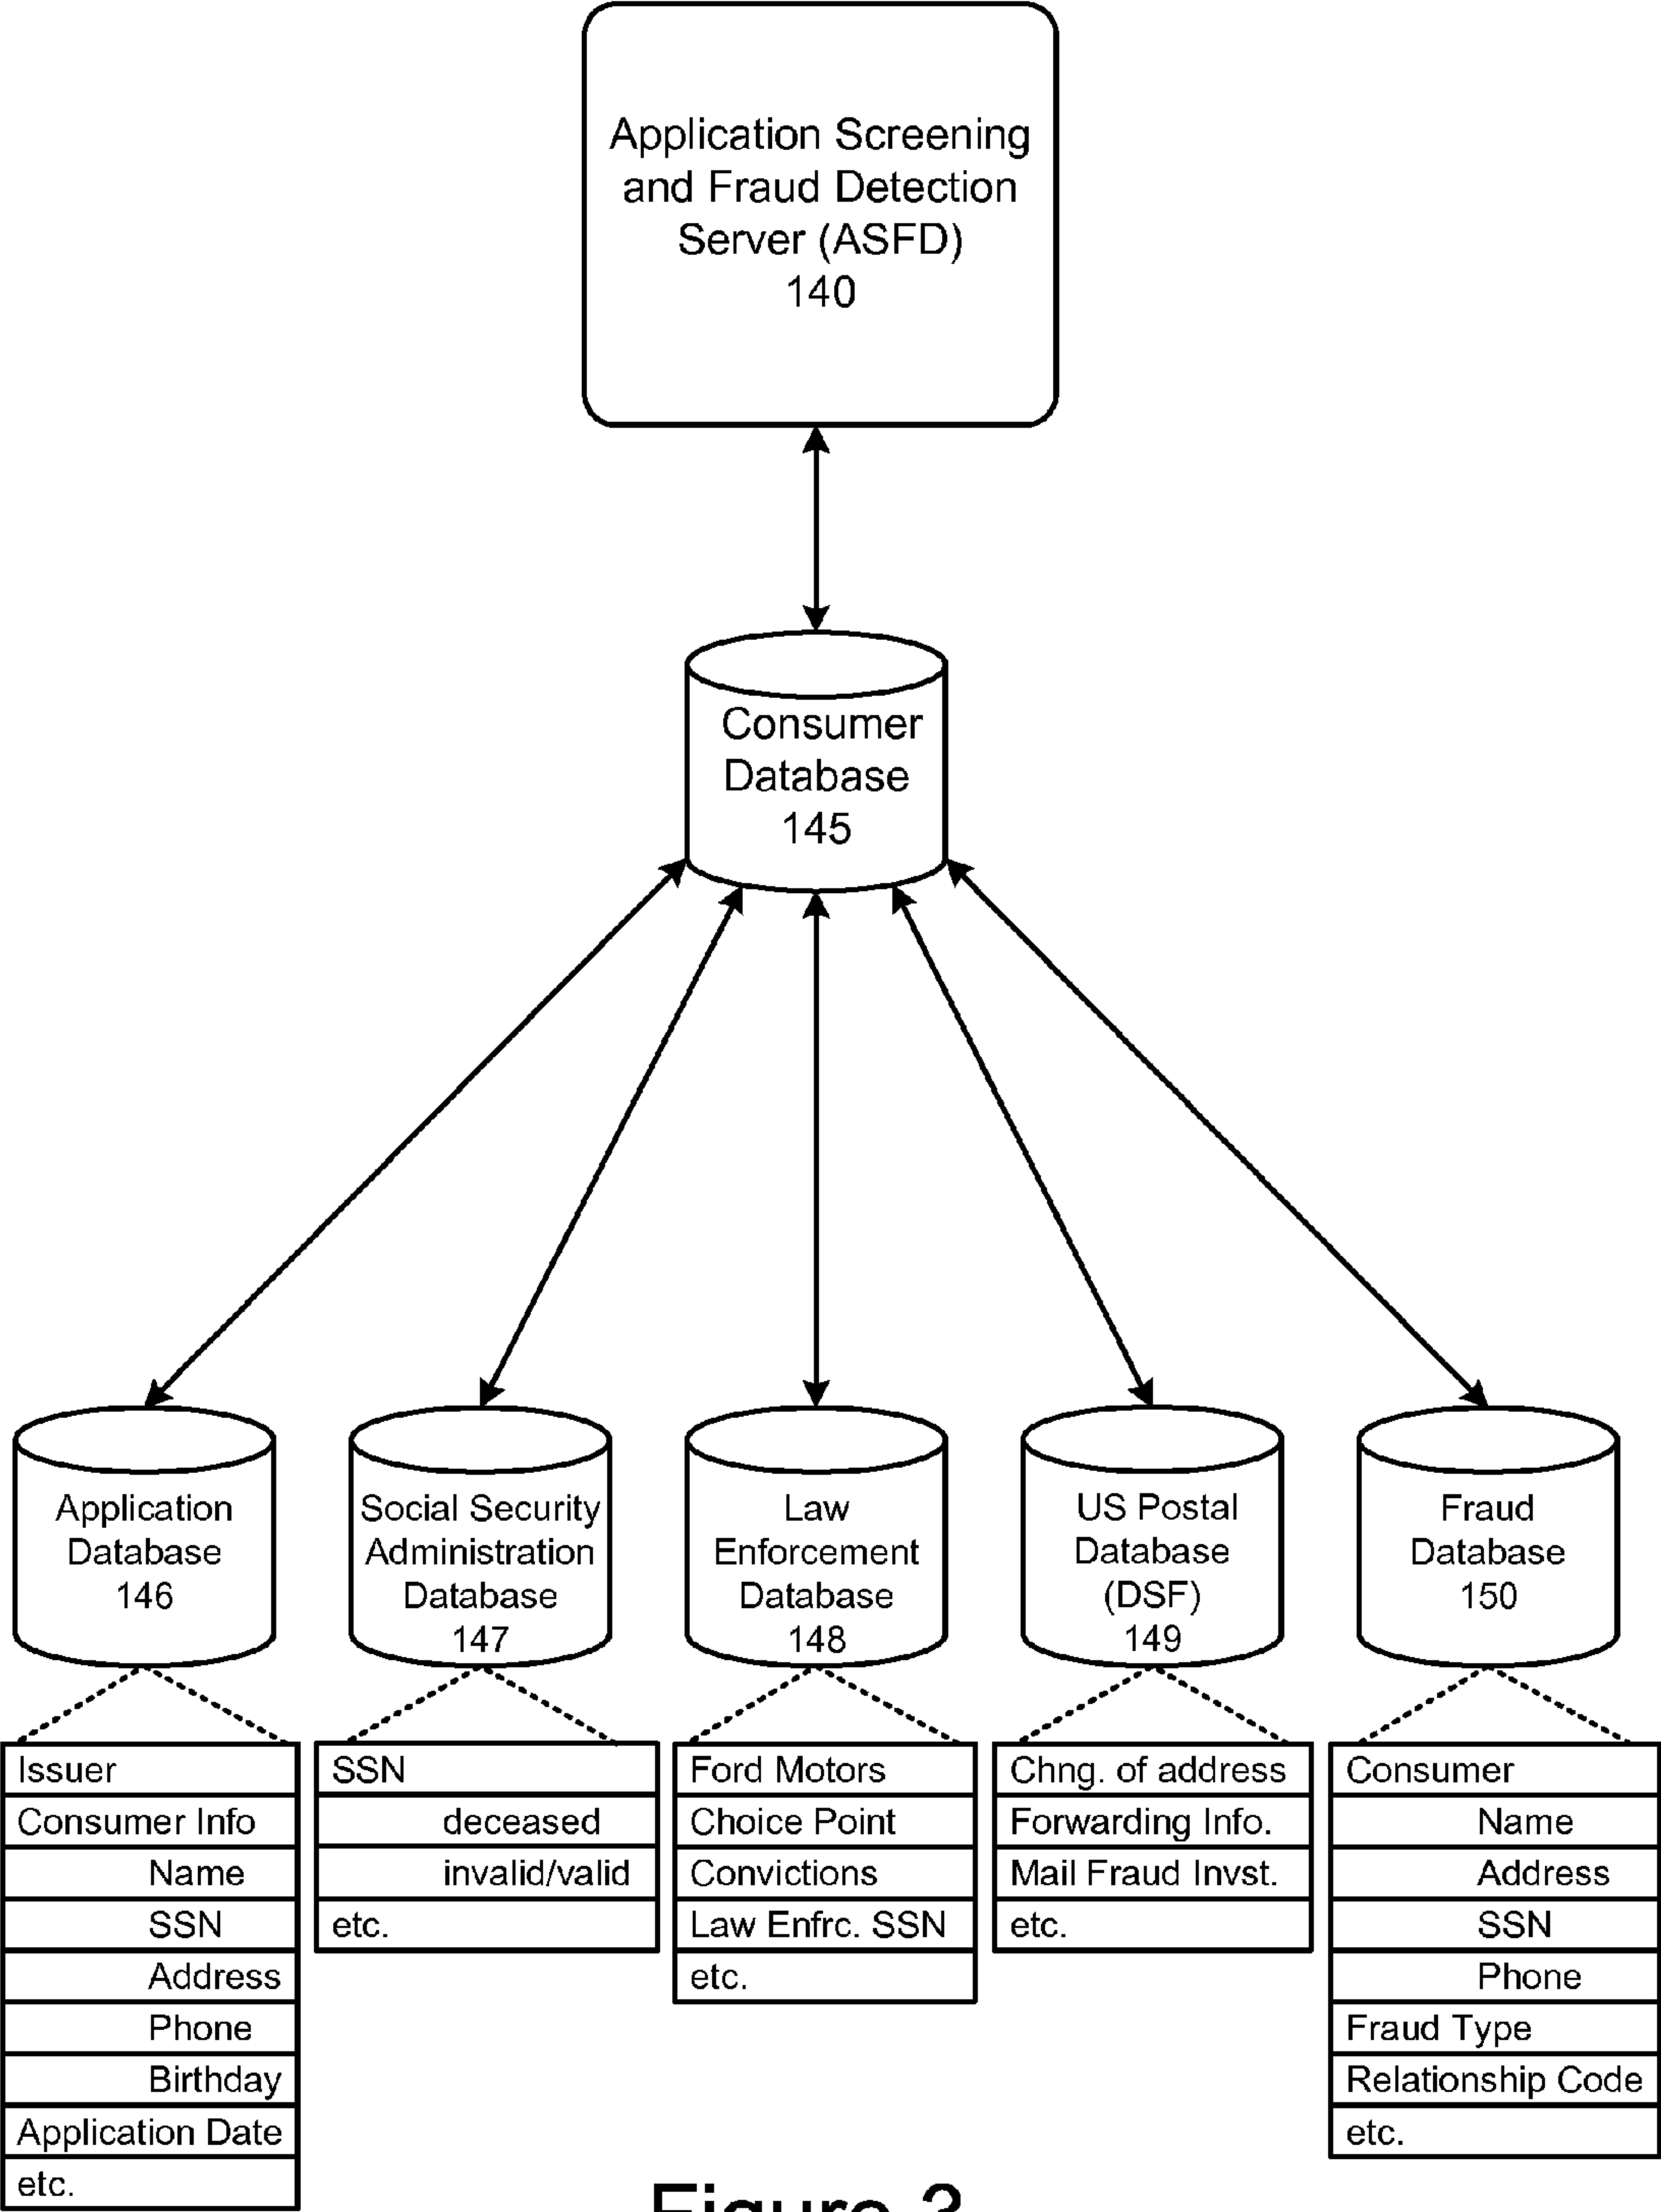 Application Screening
and Fraud Detection
Server (ASFD)
140
Consumer
Database
145
Application
Database
146
Social Security
Administration
Database
147
Law
Enforcement
Database
148
US Postal
Database
(DSF)
149
Fraud
Database
150
Issuer
Consumer Info
Name
SSN
Address
Phone
Birthday
Application Date
etc.
SSN
deceased
invalid/valid
etc.
Ford Motors
Choice Point
Convictions
Law Enfrc. SSN
etc.
Chng. of address
Forwarding Info.
Mail Fraud Invst.
etc.
Consumer
Name
Address
SSN
Phone
Fraud Type
Relationship Code
etc.
Figure 3